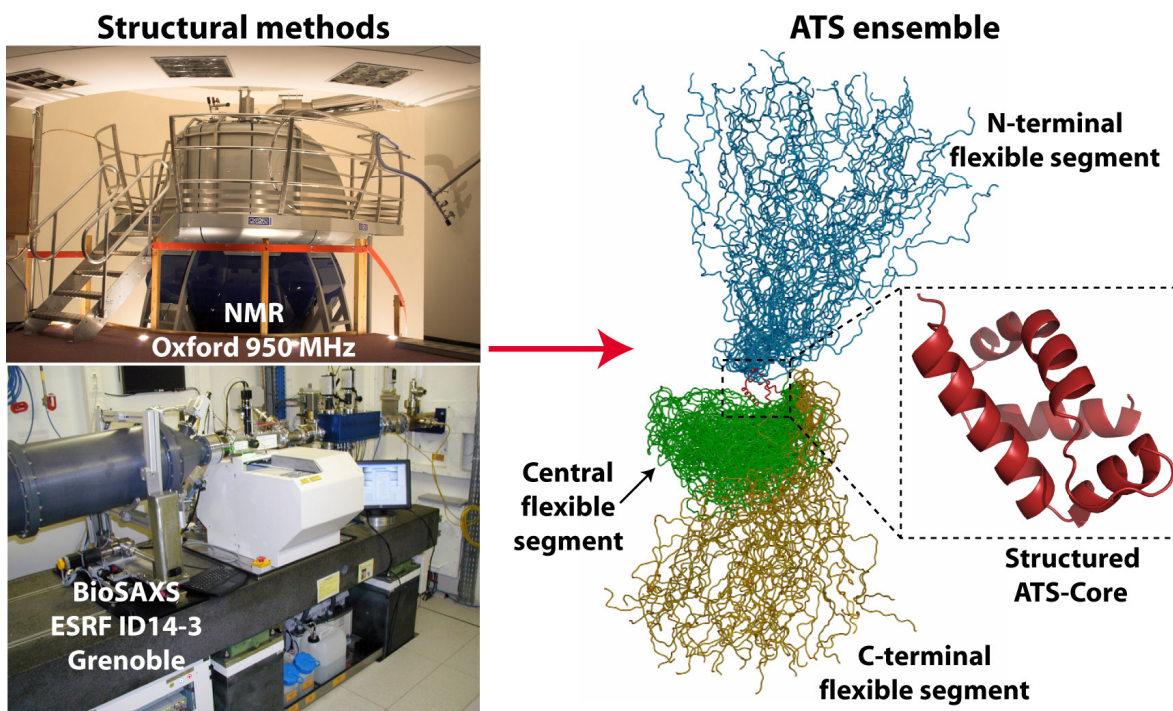 Structural methods
NMR
Oxford 950 MHz
BioSAXS
ESRF ID14-3
Grenoble
ATS ensemble
N-terminal
flexible segment
Central
flexible
segment
Structured
ATS-Core
C-terminal
flexible segment